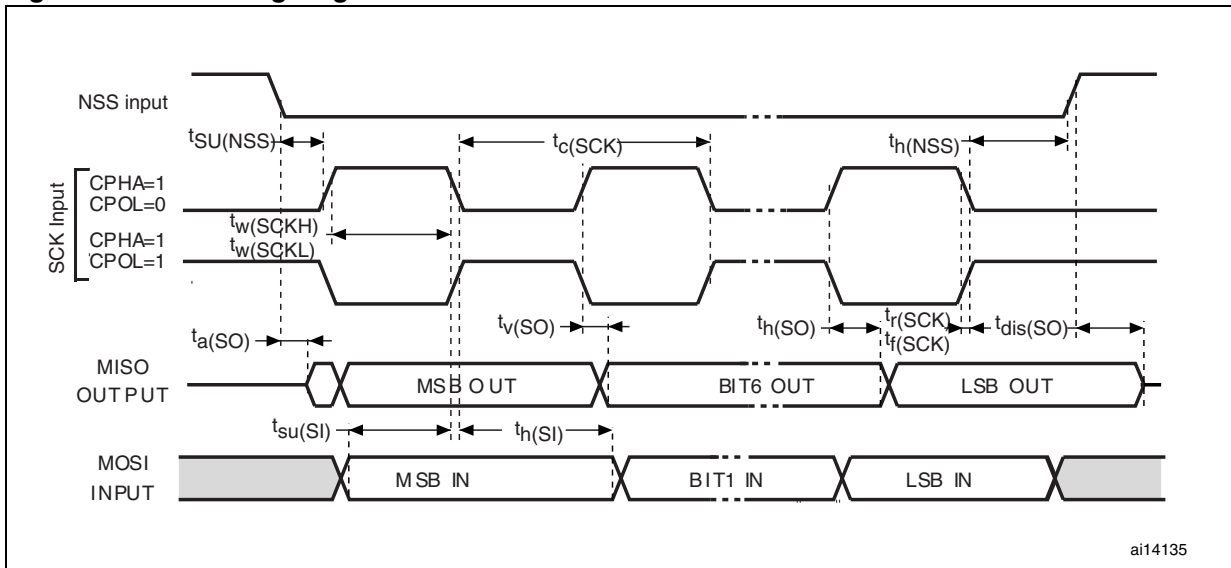 NSS input
tSU(NSS)
tc(SCK)
th(NSS)
SCK Input
CPHA=1
CPOL=0
tw(SCKH)
tw(SCKL)
CPHA=1
CPOL=1
ta(SO)
tv(SO)
th(SO)
tr(SCK)
tf(SCK)
tdis(SO)
MISO
OUTPUT
MSB OUT
BIT6 OUT
LSB OUT
tsu(SI)
th(SI)
MOSI
INPUT
MSB IN
BIT1 IN
LSB IN
ai14135